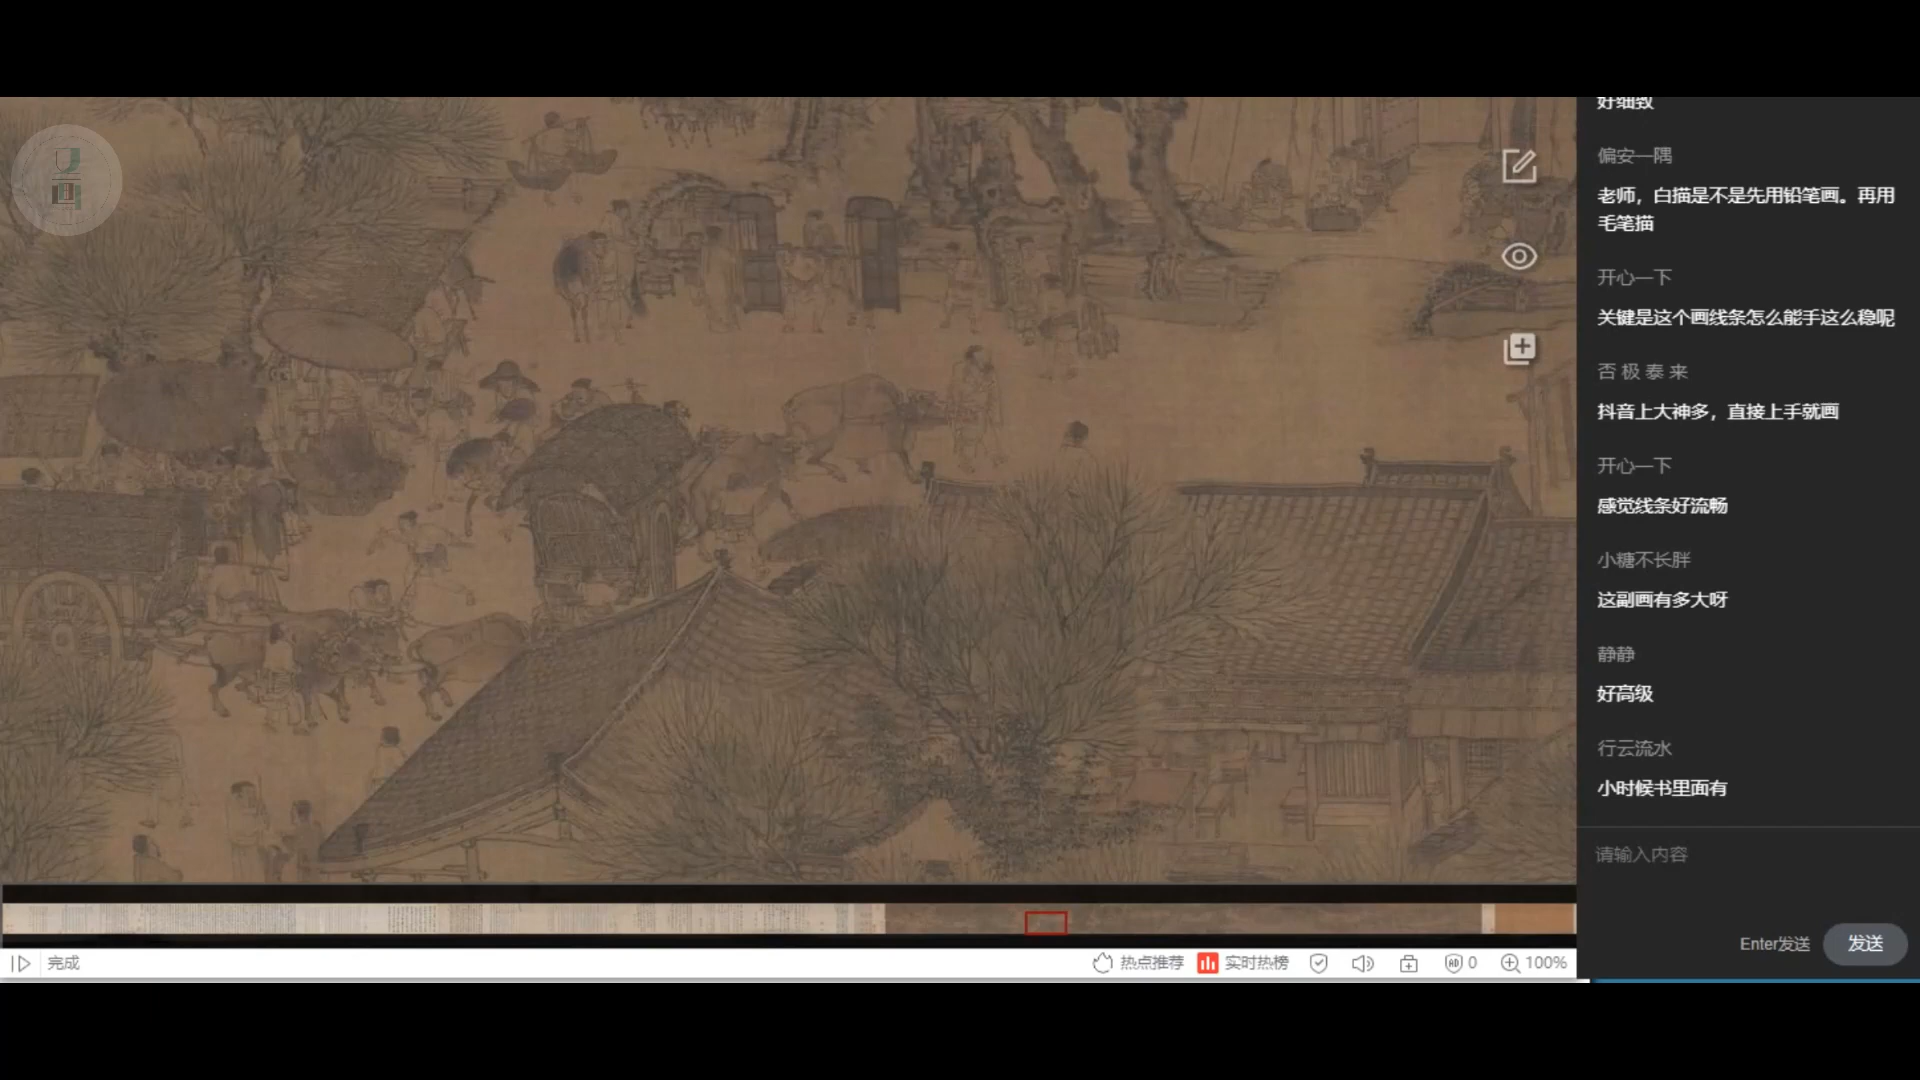 好细致
偏安一隅
老师，白描是不是先用铅笔画。再用
毛笔描
开心一下
关键是这个画线条怎么能手这么稳呢
否 极 泰 来
抖音上大神多，直接上手就画
开心一下
感觉线条好流畅
小糖不长胖
这副画有多大呀
静静
好高级
行云流水
小时候书里面有
请输入内容
Enter发送
发送
完成
热点推荐
实时热榜
AD 0
100%